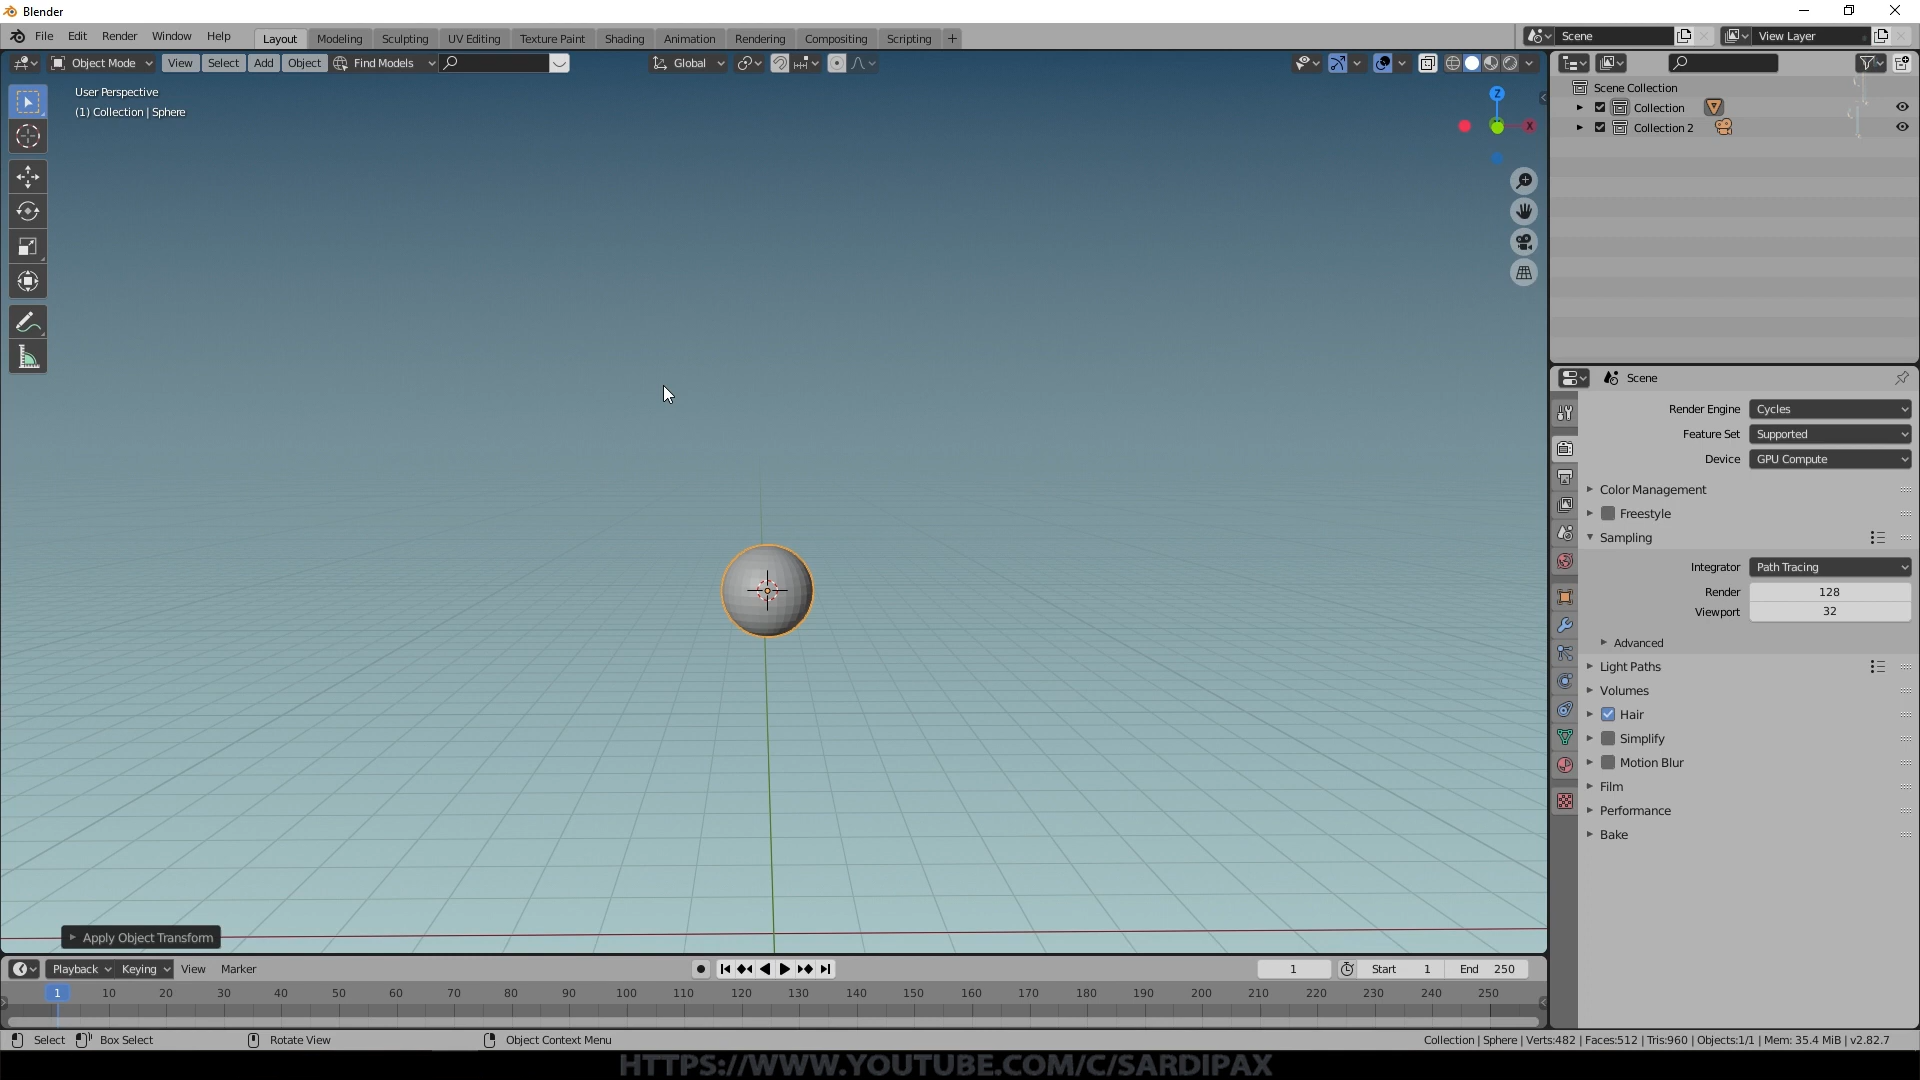 Blender
File Edit Render Window Help Layout Modeling Sculpting UV Editing Texture Paint Shading Animation Rendering Compositing Scripting + Scene View Layer
Object Mode View Select Add Object Find Models Global
User Perspective
(1) Collection | Sphere
Z
X
Scene Collection
Collection
Collection 2
Scene
Render Engine Cycles
Feature Set Supported
Device GPU Compute
Color Management
Freestyle
Sampling
Integrator Path Tracing
Render 128
Viewport 32
Advanced
Light Paths
Volumes
Hair
Simplify
Motion Blur
Film
Performance
Bake
Apply Object Transform
Playback Keying View Marker 1 Start 1 End 250
1 10 20 30 40 50 60 70 80 90 100 110 120 130 140 150 160 170 180 190 200 210 220 230 240 250
Select Box Select Rotate View Object Context Menu Collection | Sphere | Verts:482 | Faces:512 | Tris:960 | Objects:1/1 | Mem: 35.4 MiB | v2.82.7
HTTPS://WWW.YOUTUBE.COM/C/SARDIPAX